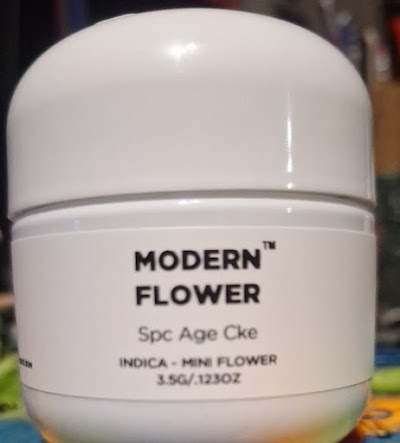 MODERN™
FLOWER
Spc Age Cke
INDICA - MINI FLOWER
3.5G/.123OZ